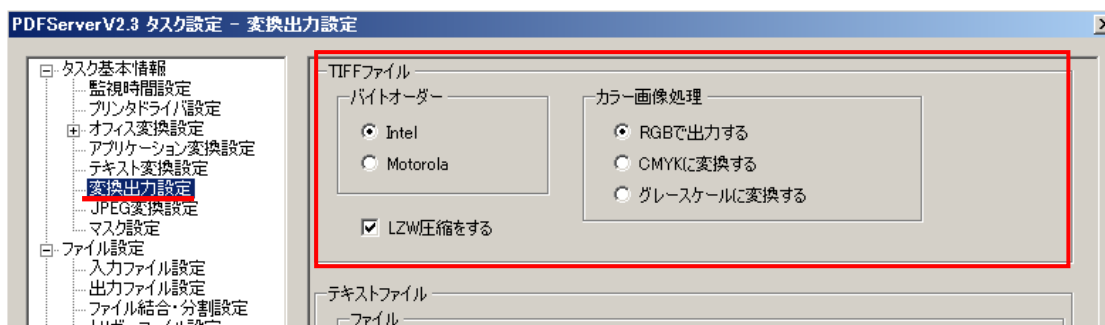 PDFServerV2.3 タスク設定 - 変換出力設定
タスク基本情報
監視時間設定
プリンタドライバ設定
オフィス変換設定
アプリケーション変換設定
テキスト変換設定
変換出力設定
JPEG変換設定
マスク設定
ファイル設定
入力ファイル設定
出力ファイル設定
ファイル結合・分割設定
TIFFファイル
バイトオーダー
Intel
Motorola
LZW圧縮をする
カラー画像処理
RGBで出力する
CMYKに変換する
グレースケールに変換する
テキストファイル
ファイル